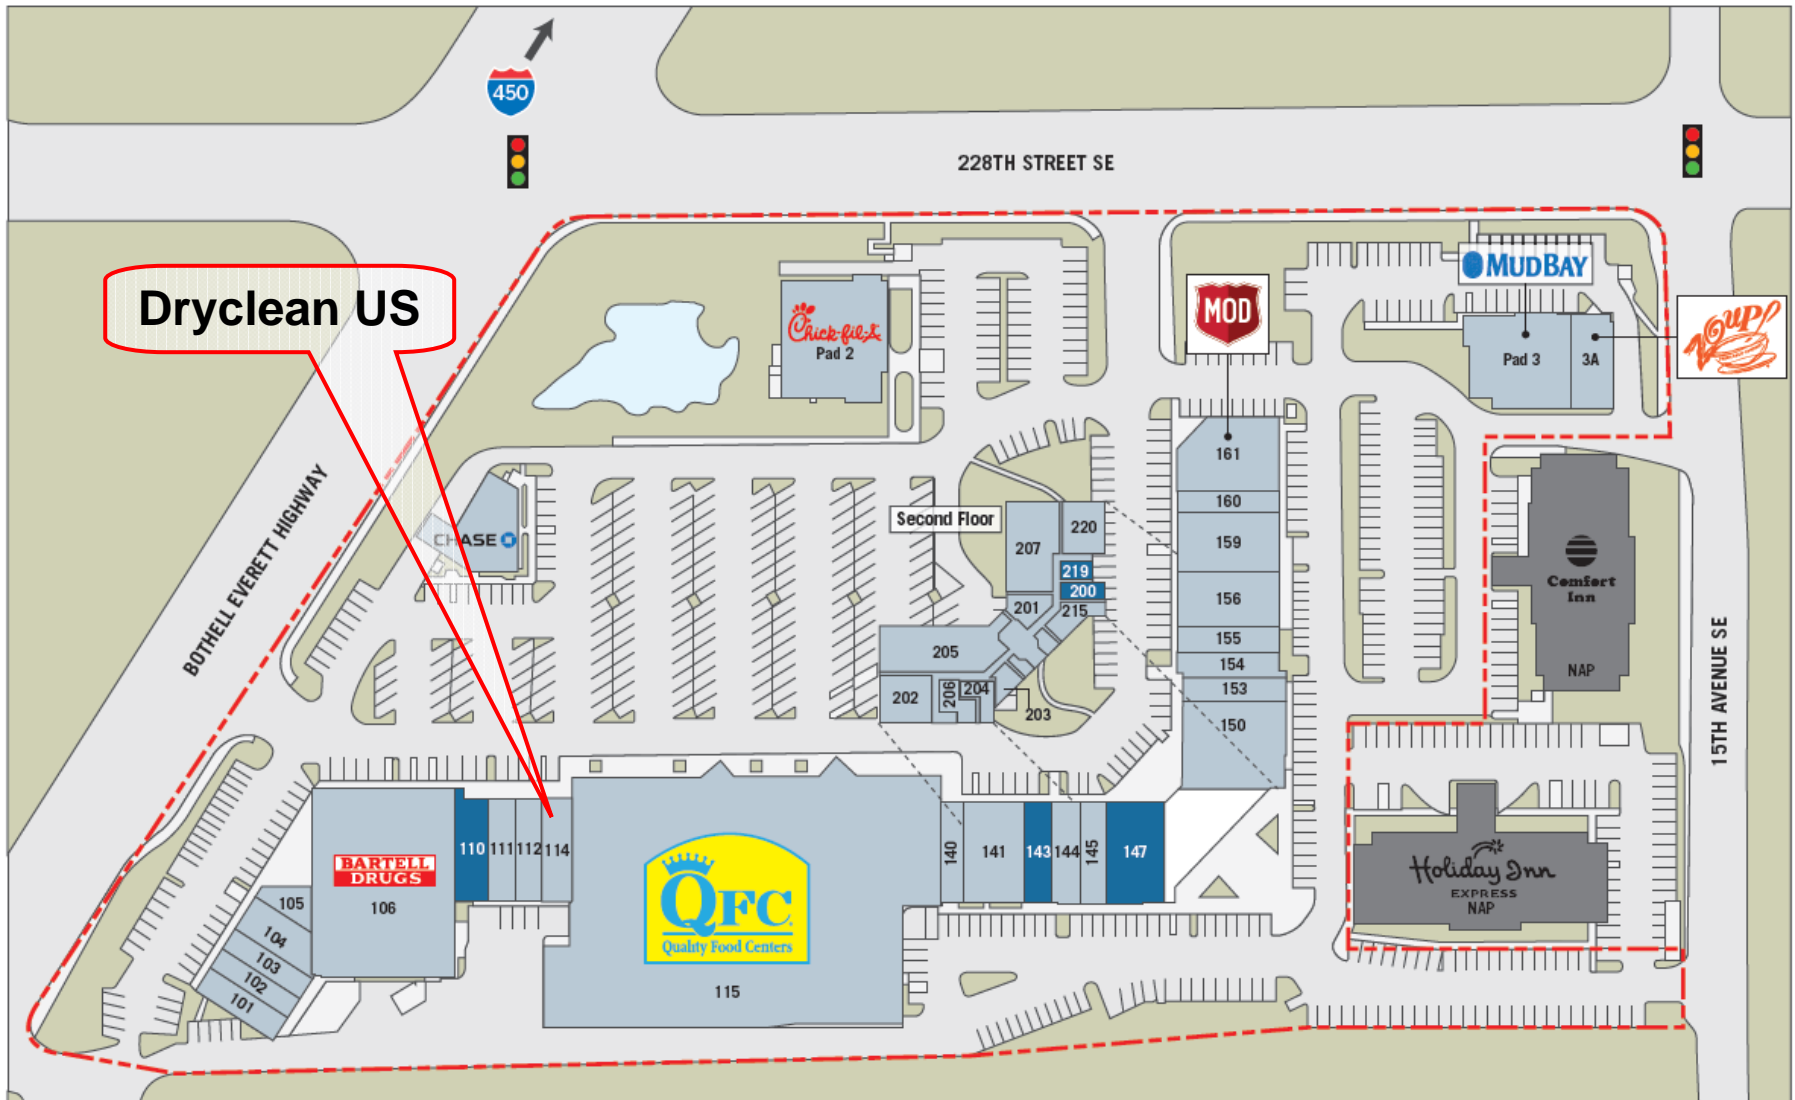 450
228TH STREET SE
Dryclean US
BOTHELL EVERETT HIGHWAY
15TH AVENUE SE
Chick-fil-A
Pad 2
MOD
MUDBAY
Pad 3
3A
ZOUP!
CHASE
Second Floor
207
220
219
200
215
201
205
202
206
204
203
161
160
159
156
155
154
153
150
Comfort
Inn
NAP
Holiday Inn
EXPRESS
NAP
BARTELL
DRUGS
106
105
104
103
102
101
110
111
112
114
QFC
Quality Food Centers
115
140
141
143
144
145
147